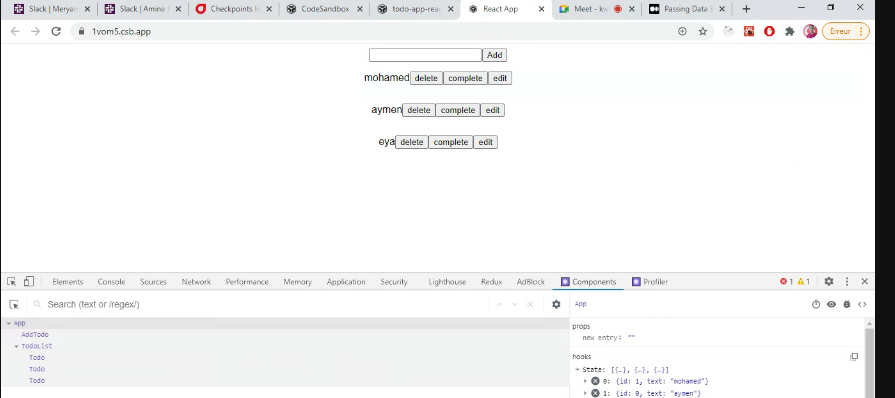 Slack | Meryan
Slack | Amine
Checkpoints
CodeSandbox
todo-app-rea
React App
Meet -
Passing Data
1vom5.csb.app
Erreur
Add
mohamed delete complete edit
aymen delete complete edit
eya delete complete edit
Elements Console Sources Network Performance Memory Application Security Lighthouse Redux AdBlock Components Profiler 1 1
Search (text or /regex/)
App
App
AddTodo
TodoList
Todo
Todo
Todo
props
new entry: ""
hooks
State: [{…}, {…}, {…}]
0: {id: 1, text: "mohamed"}
1: {id: 0, text: "aymen"}